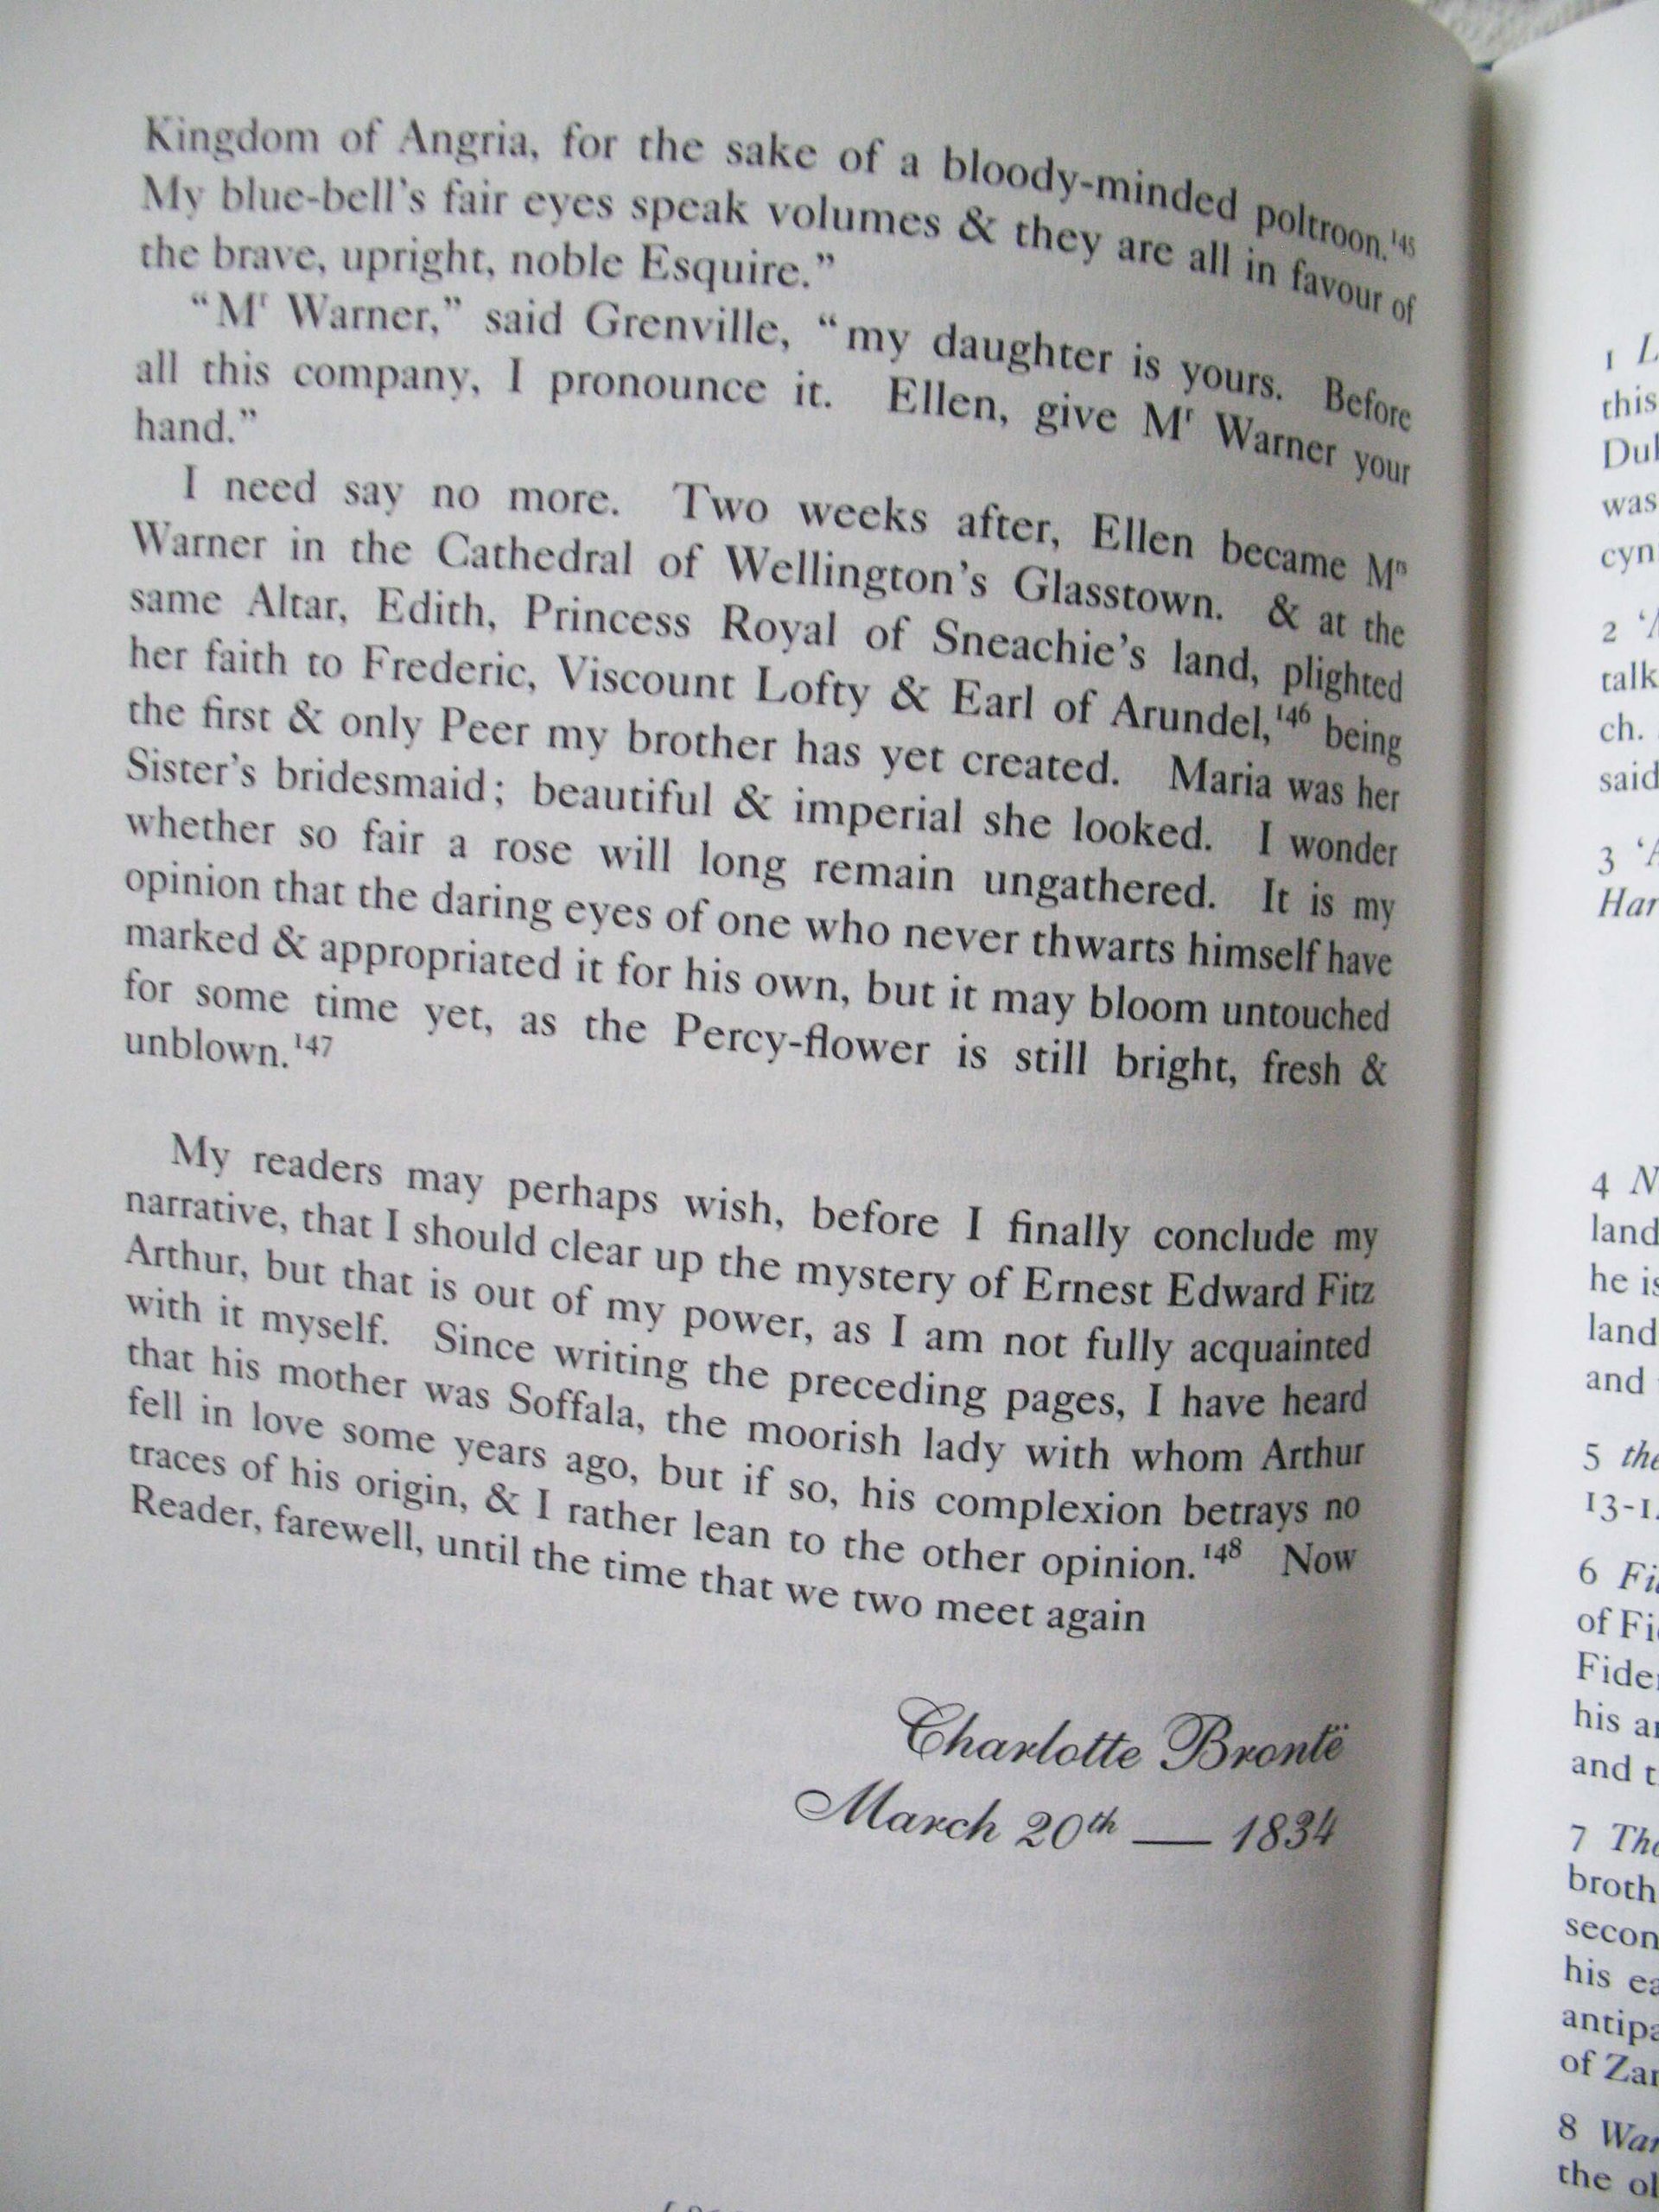 Kingdom of Angria, for the sake of a bloody-minded poltroon.¹⁴⁵
My blue-bell's fair eyes speak volumes & they are all in favour of
the brave, upright, noble Esquire."
"Mʳ Warner," said Grenville, "my daughter is yours. Before
all this company, I pronounce it. Ellen, give Mʳ Warner your
hand."
I need say no more. Two weeks after, Ellen became Mʳˢ
Warner in the Cathedral of Wellington's Glasstown. & at the
same Altar, Edith, Princess Royal of Sneachie's land, plighted
her faith to Frederic, Viscount Lofty & Earl of Arundel,¹⁴⁶ being
the first & only Peer my brother has yet created. Maria was her
Sister's bridesmaid; beautiful & imperial she looked. I wonder
whether so fair a rose will long remain ungathered. It is my
opinion that the daring eyes of one who never thwarts himself have
marked & appropriated it for his own, but it may bloom untouched
for some time yet, as the Percy-flower is still bright, fresh &
unblown.¹⁴⁷
My readers may perhaps wish, before I finally conclude my
narrative, that I should clear up the mystery of Ernest Edward Fitz
Arthur, but that is out of my power, as I am not fully acquainted
with it myself. Since writing the preceding pages, I have heard
that his mother was Soffala, the moorish lady with whom Arthur
fell in love some years ago, but if so, his complexion betrays no
traces of his origin, & I rather lean to the other opinion.¹⁴⁸ Now
Reader, farewell, until the time that we two meet again
Charlotte Brontë
March 20ᵗʰ — 1834
1
this
was
2
talk
ch.
said
3
4
land
he is
land
and
5
6
of
his
and
7
his
8 
the